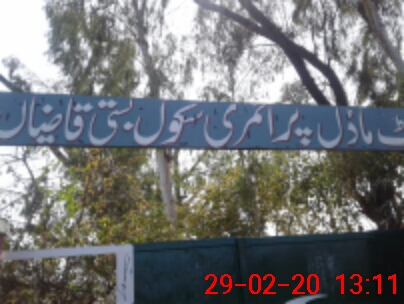 ٹ ماڈل پرائمری سکول بستی قاضیاں
29-02-20 13:11